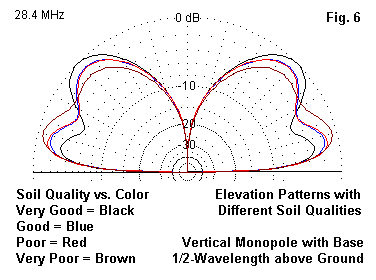 28.4 MHz
0 dB
Fig. 6
-10
-20
-30
Soil Quality vs. Color
Very Good = Black
Good = Blue
Poor = Red
Very Poor = Brown
Elevation Patterns with
Different Soil Qualities
Vertical Monopole with Base
1/2-Wavelength above Ground